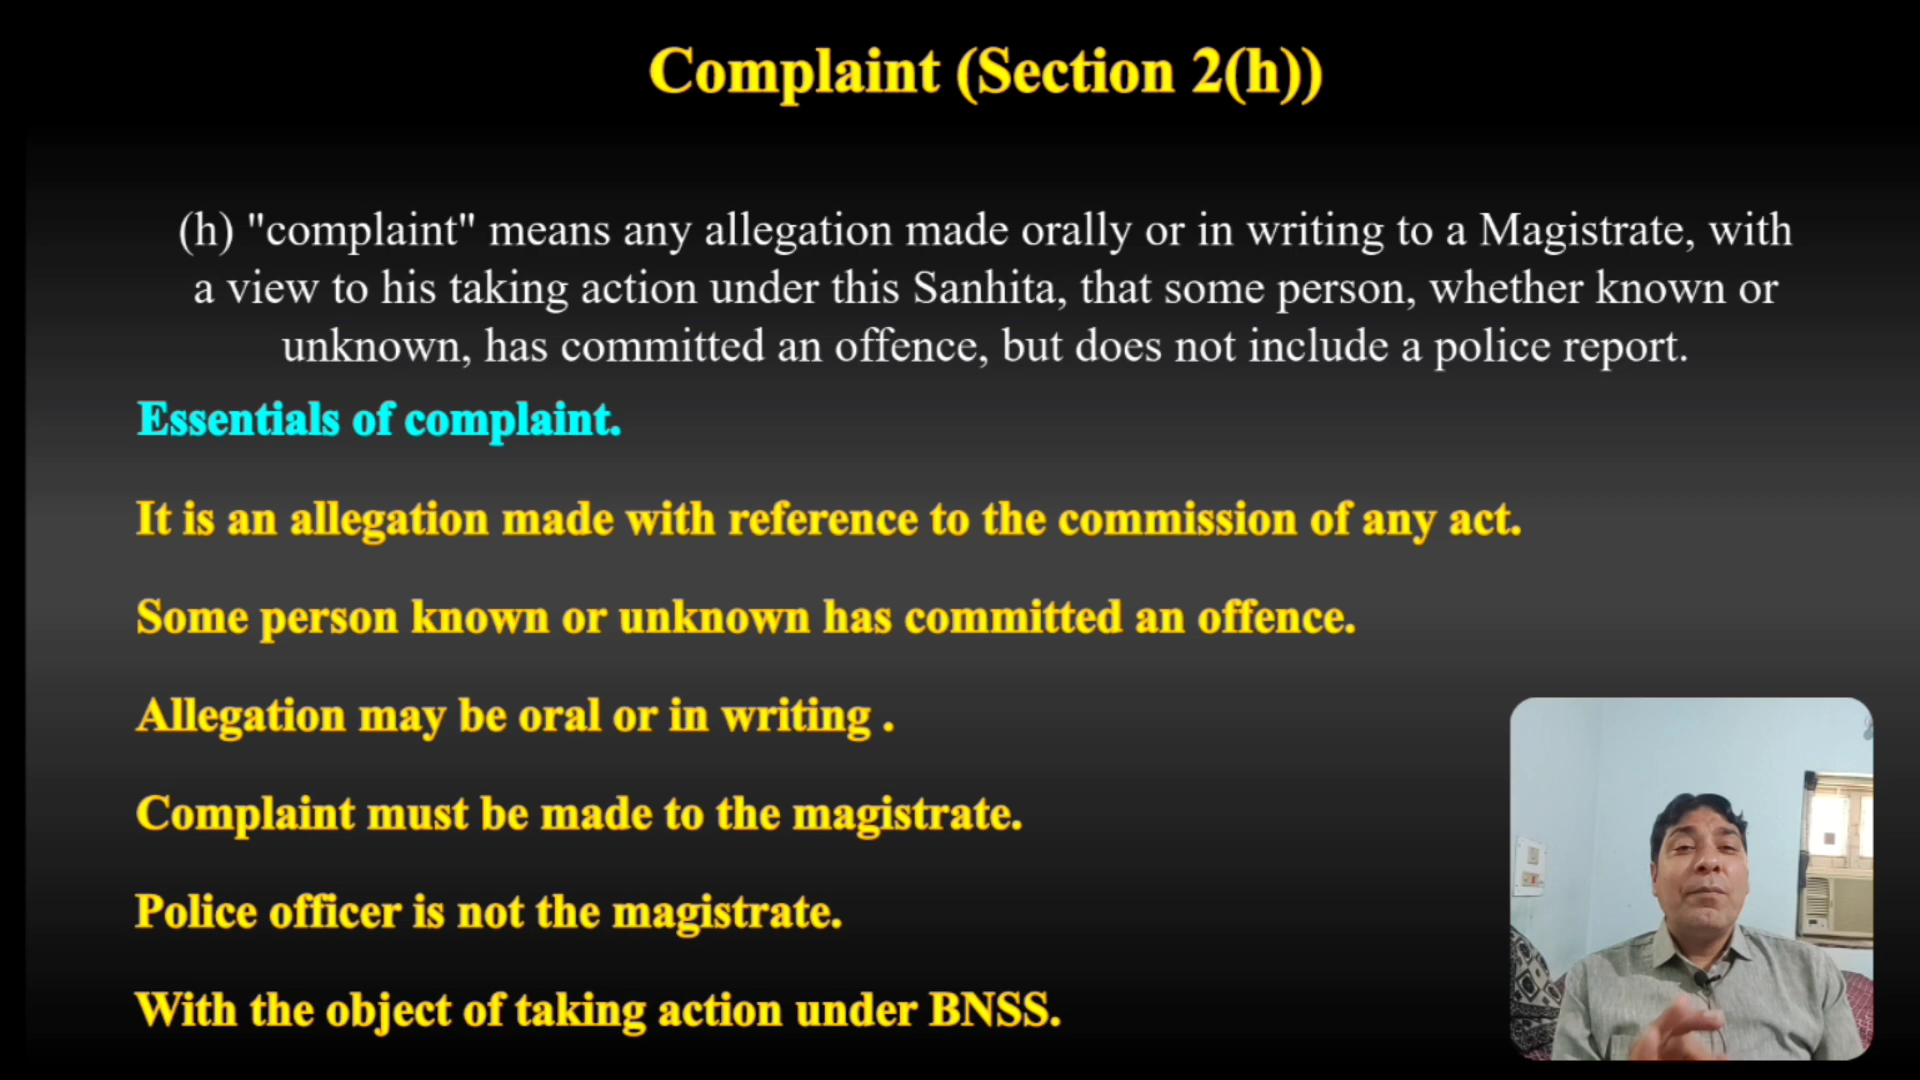 Complaint (Section 2(h))
(h) "complaint" means any allegation made orally or in writing to a Magistrate, with
a view to his taking action under this Sanhita, that some person, whether known or
unknown, has committed an offence, but does not include a police report.
Essentials of complaint.
It is an allegation made with reference to the commission of any act.
Some person known or unknown has committed an offence.
Allegation may be oral or in writing .
Complaint must be made to the magistrate.
Police officer is not the magistrate.
With the object of taking action under BNSS.